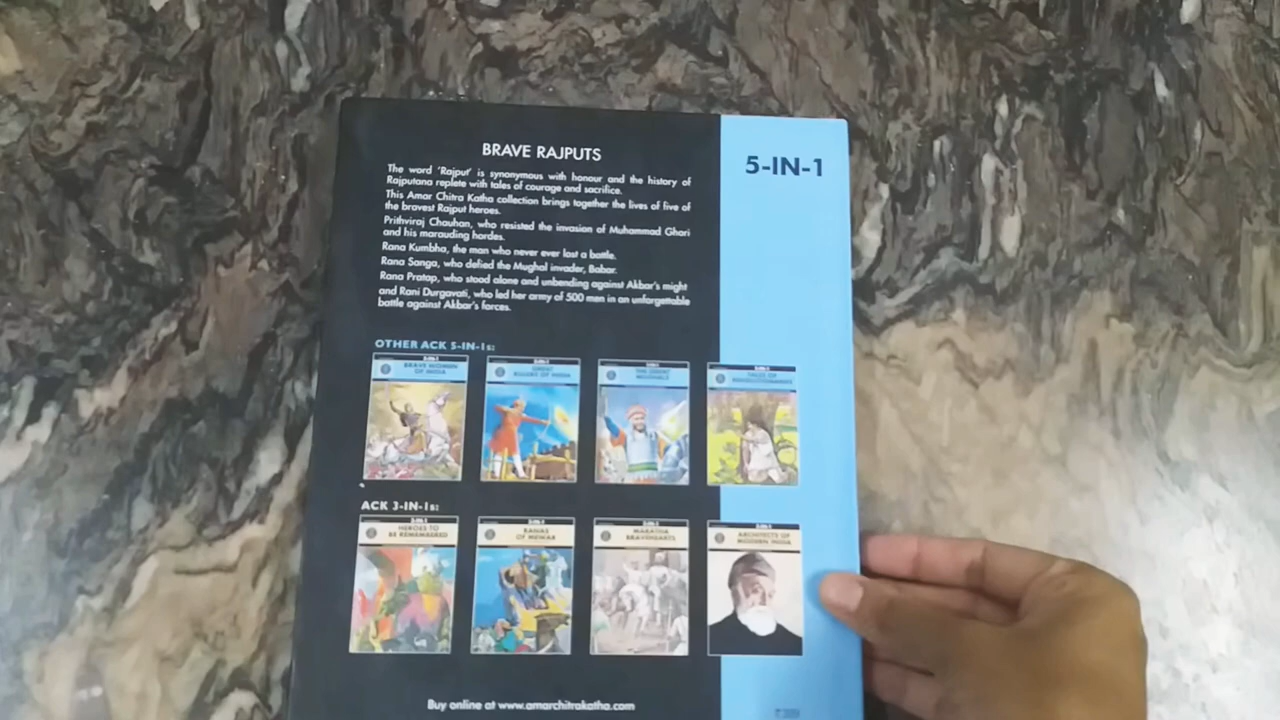 BRAVE RAJPUTS
5-IN-1
The word 'Rajput' is synonymous with honour and the history of
Rajputana replete with tales of courage and sacrifice.
This Amar Chitra Katha collection brings together the lives of five of
the bravest Rajput heroes.
Prithviraj Chauhan, who resisted the invasion of Muhammad Ghori
and his marauding hordes.
Rana Kumbha, the man who never ever lost a battle.
Rana Sanga, who defied the Mughal invader, Babar.
Rana Pratap, who stood alone and unbending against Akbar's might
and Rani Durgavati, who led her army of 500 men in an unforgettable
battle against Akbar's forces.
OTHER ACK 5-IN-1s:
BRAVE WOMEN
OF INDIA
GREAT
RULERS OF INDIA
THE GREAT
MUGHALS
TALES OF
REVOLUTIONARIES
ACK 3-IN-1s:
HEROES TO
BE REMEMBERED
RANAS
OF MEWAR
MARATHA
BRAVEHEARTS
ARCHITECTS OF
MODERN INDIA
Buy online at www.amarchitrakatha.com